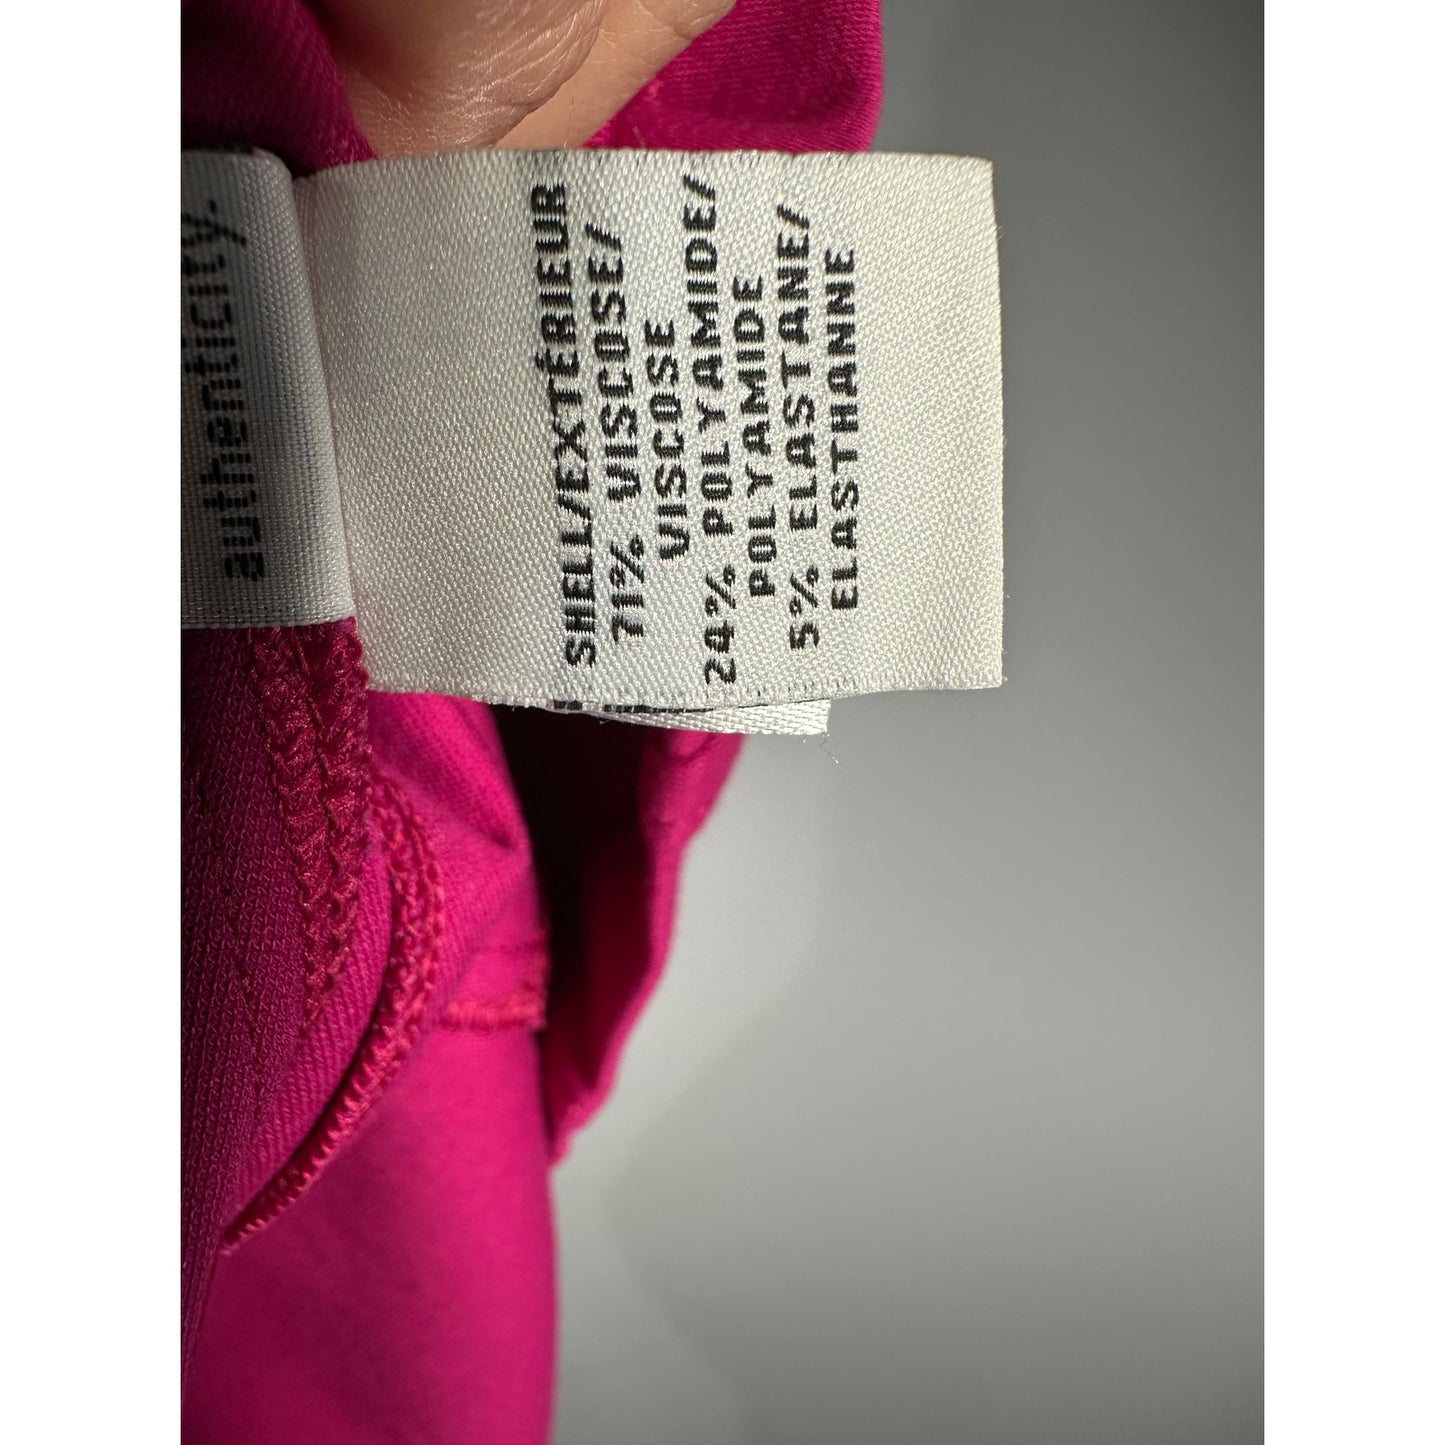 authenticity.
SHELL/EXTÉRIEUR
71% VISCOSE/
VISCOSE
24% POLYAMIDE/
POLYAMIDE
5% ELASTANE/
ELASTHANNE